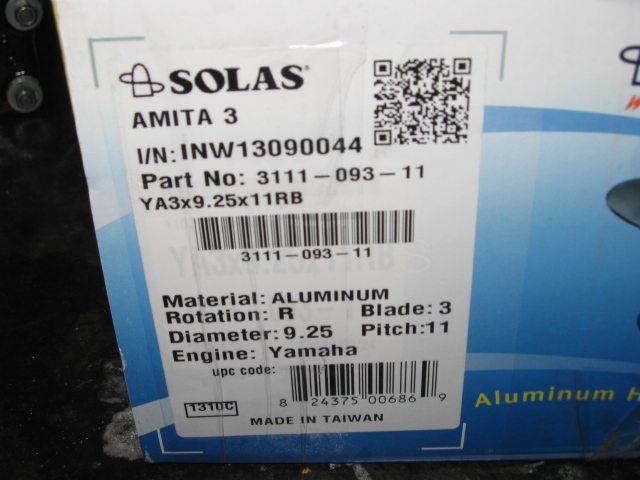 SOLAS
AMITA 3
I/N: INW13090044
Part No: 3111-093-11
YA3x9.25x11RB
3111-093-11
Material: ALUMINUM
Rotation: R Blade: 3
Diameter: 9.25 Pitch: 11
Engine: Yamaha
upc code:
8 24375 00686 9
1310C
MADE IN TAIWAN
Aluminum H